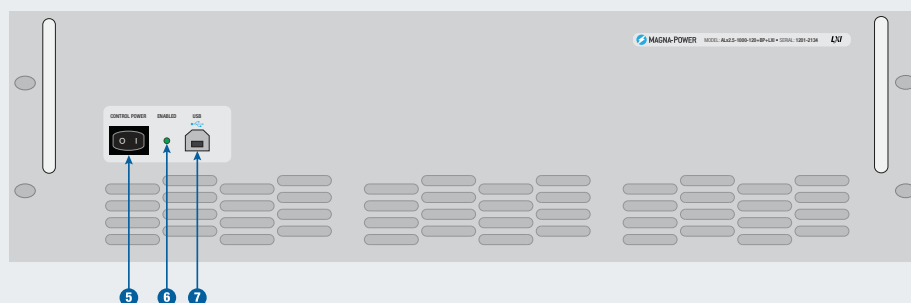 MAGNA-POWER MODEL: ALx2.5-1000-120+BP+LXI • SERIAL: 1201-2134 LXI
CONTROL POWER ENABLED USB
O I
5 6 7